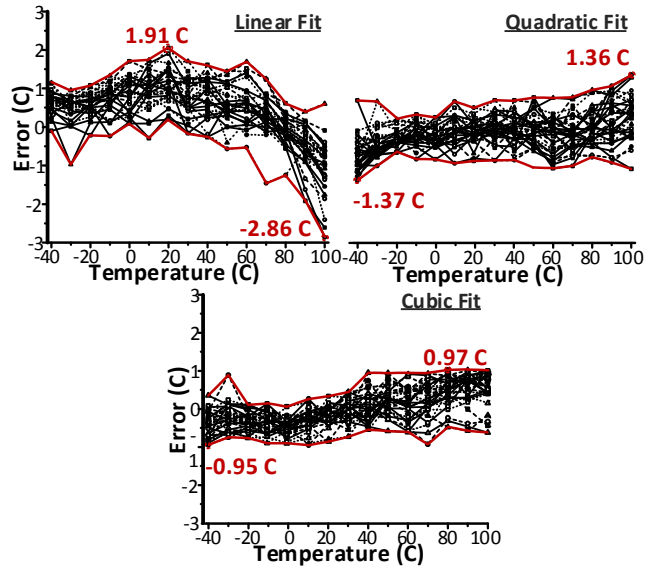 Linear Fit
3
2
1
0
1
2
-3
Error (C)
1.91 C
-2.86 C
-40 -20 0 20 40 60 80 100
Temperature (C)
Quadratic Fit
1.36 C
-1.37 C
-40 -20 0 20 40 60 80 100
Temperature (C)
Cubic Fit
3
2
1
0
1
2
-3
Error (C)
0.97 C
-0.95 C
-40 -20 0 20 40 60 80 100
Temperature (C)